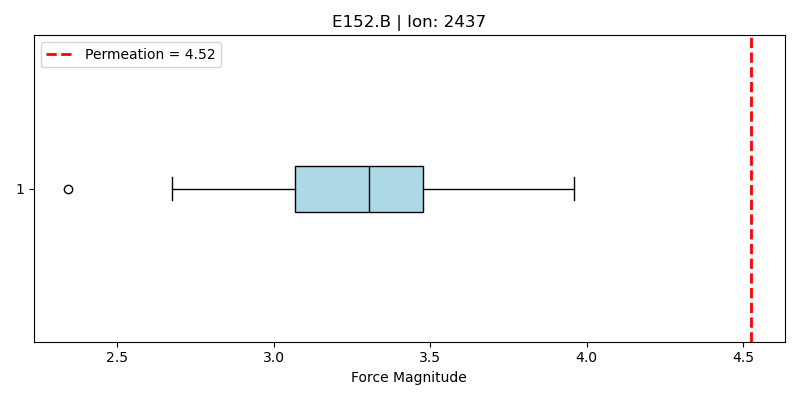 E152.B | Ion: 2437
Permeation = 4.52
1
2.5 3.0 3.5 4.0 4.5
Force Magnitude